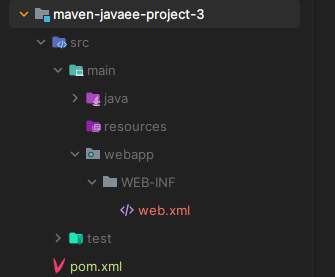 maven-javaee-project-3
src
main
java
resources
webapp
WEB-INF
web.xml
test
pom.xml